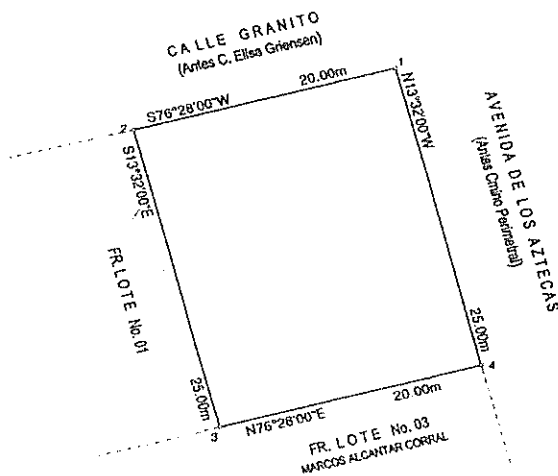 CALLE GRANITO
(Antes C. Elisa Griensen)
1
20.00m
S76°28'00"W
2
N13°32'00"W
AVENIDA DE LOS AZTECAS
(Antes Cmino Perimetral)
S13°32'00"E
FR. LOTE No. 01
25.00m
25.00m
4
20.00m
N76°28'00"E
3
FR. LOTE No. 03
MARCOS ALCANTAR CORRAL